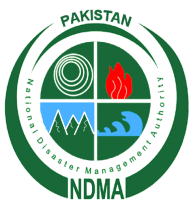 PAKISTAN
National Disaster Management Authority
NDMA